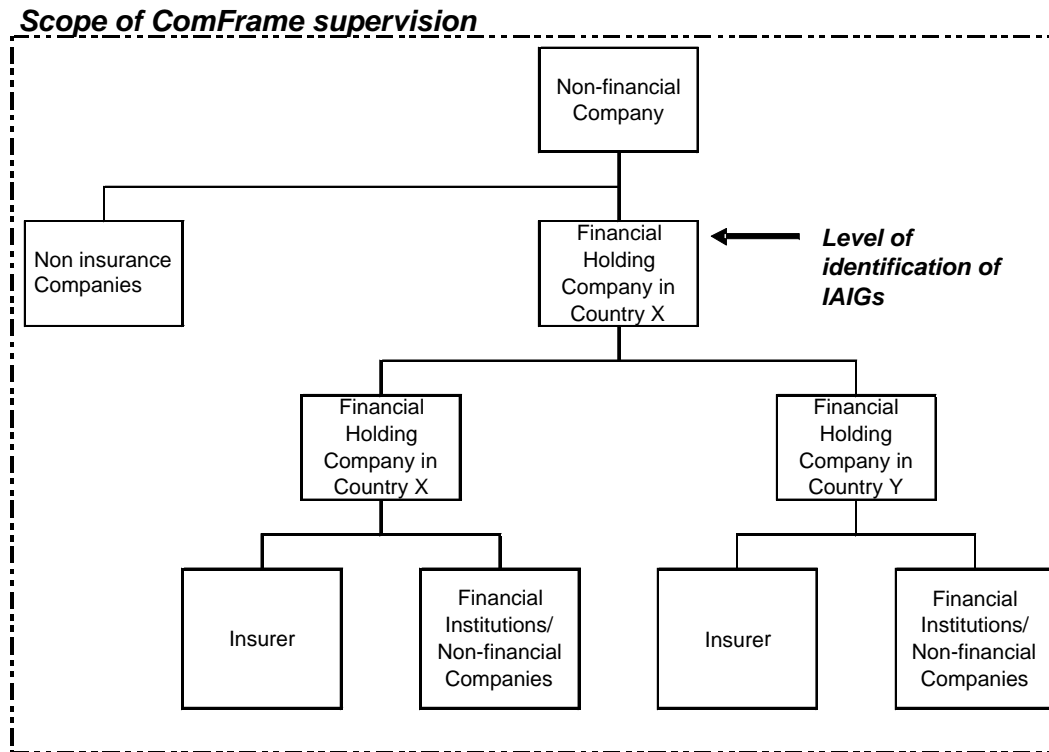 Scope of ComFrame supervision
Non-financial
Company
Non insurance
Companies
Financial
Holding
Company in
Country X
Level of
identification of
IAIGs
Financial
Holding
Company in
Country X
Financial
Holding
Company in
Country Y
Insurer
Financial
Institutions/
Non-financial
Companies
Insurer
Financial
Institutions/
Non-financial
Companies